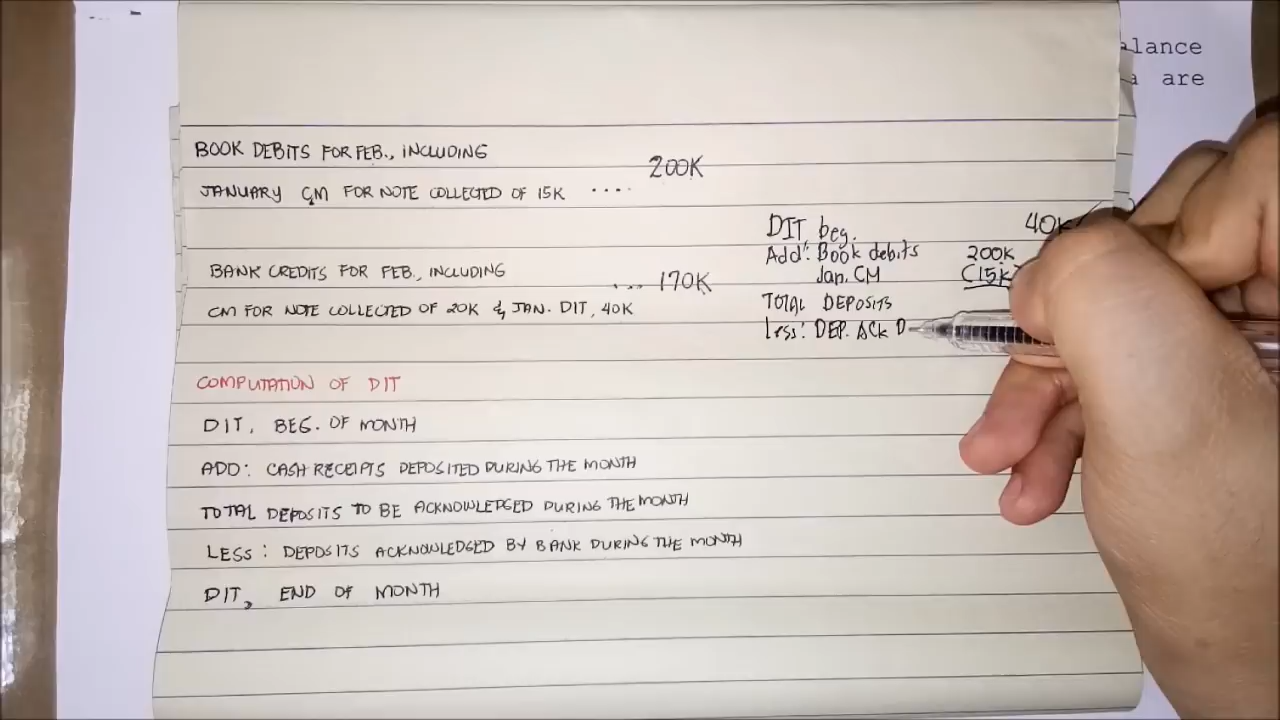 alance
are
BOOK DEBITS FOR FEB., INCLUDING
200K
JANUARY CM FOR NOTE COLLECTED OF 15K ....
DIT beg. 40K
Add: Book debits 200K
BANK CREDITS FOR FEB., INCLUDING
Jan. CM (15K)
... 170K
TOTAL DEPOSITS
CM FOR NOTE COLLECTED OF 20K & JAN. DIT, 40K
Less: DEP. ACK D
COMPUTATION OF DIT
DIT, BEG. OF MONTH
ADD: CASH RECEIPTS DEPOSITED DURING THE MONTH
TOTAL DEPOSITS TO BE ACKNOWLEDGED DURING THE MONTH
LESS: DEPOSITS ACKNOWLEDGED BY BANK DURING THE MONTH
DIT, END OF MONTH